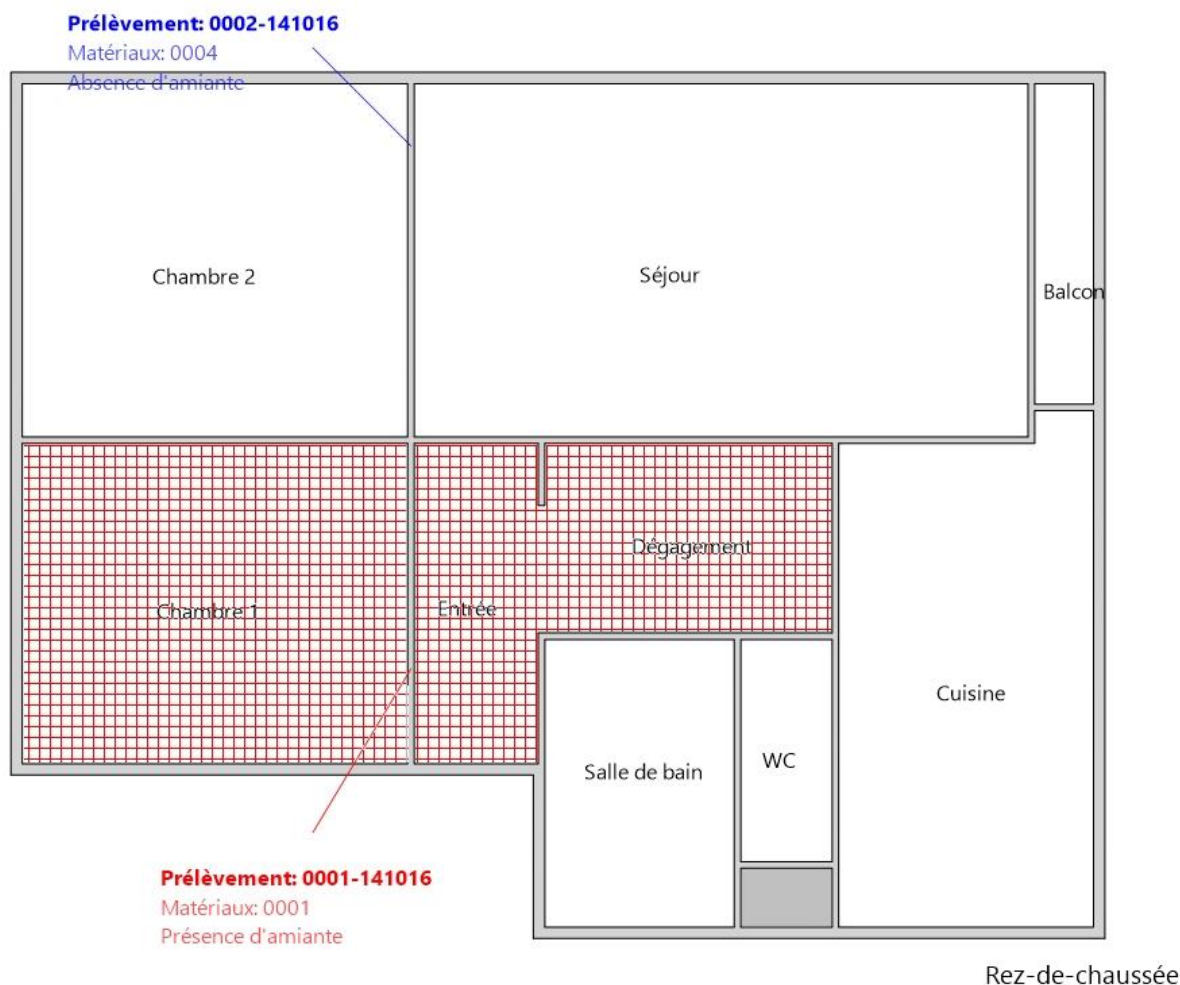 Prélèvement: 0002-141016
Matériaux: 0004
Absence d'amiante
Chambre 2
Séjour
Balcon
Dégagement
Chambre 1
Entrée
Cuisine
Salle de bain
WC
Prélèvement: 0001-141016
Matériaux: 0001
Présence d'amiante
Rez-de-chaussée